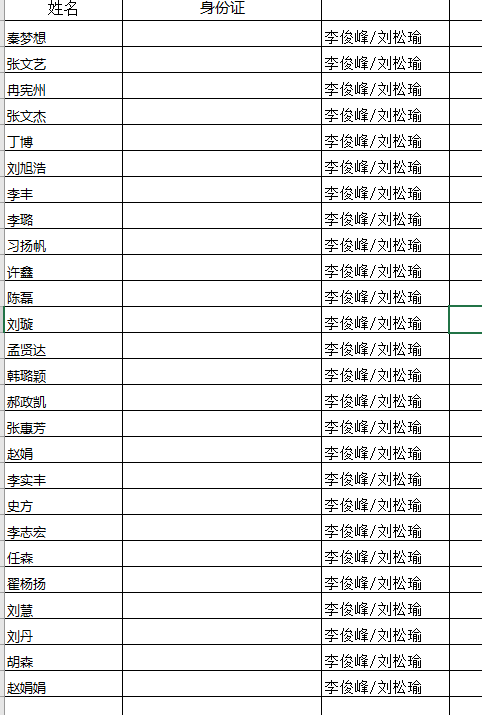 姓名 身份证
秦梦想 李俊峰/刘松瑜
张文艺 李俊峰/刘松瑜
冉宪州 李俊峰/刘松瑜
张文杰 李俊峰/刘松瑜
丁博 李俊峰/刘松瑜
刘旭浩 李俊峰/刘松瑜
李丰 李俊峰/刘松瑜
李璐 李俊峰/刘松瑜
习扬帆 李俊峰/刘松瑜
许鑫 李俊峰/刘松瑜
陈磊 李俊峰/刘松瑜
刘璇 李俊峰/刘松瑜
孟贤达 李俊峰/刘松瑜
韩璐颖 李俊峰/刘松瑜
郝政凯 李俊峰/刘松瑜
张惠芳 李俊峰/刘松瑜
赵娟 李俊峰/刘松瑜
李实丰 李俊峰/刘松瑜
史方 李俊峰/刘松瑜
李志宏 李俊峰/刘松瑜
任森 李俊峰/刘松瑜
翟杨扬 李俊峰/刘松瑜
刘慧 李俊峰/刘松瑜
刘丹 李俊峰/刘松瑜
胡森 李俊峰/刘松瑜
赵娟娟 李俊峰/刘松瑜